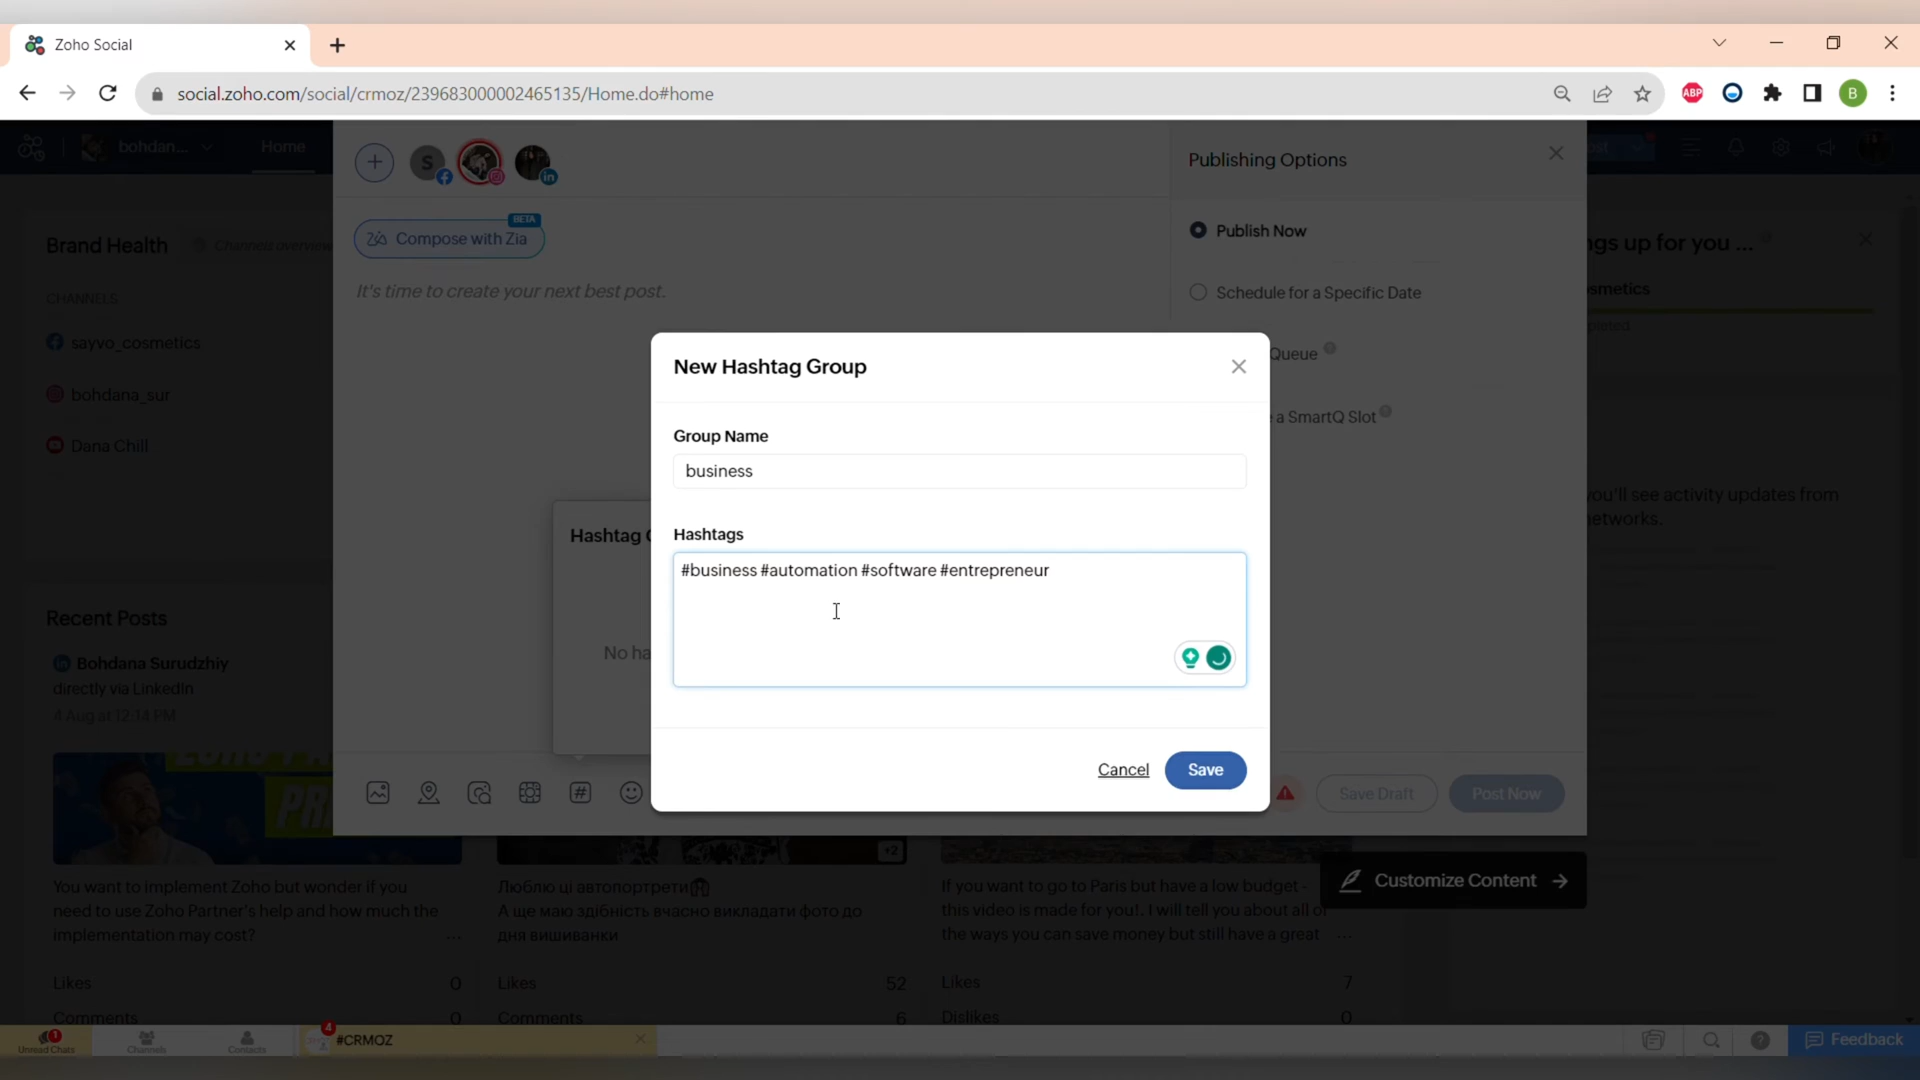 Zoho Social
social.zoho.com/social/crmoz/239683000002465135/Home.do#home
ABP
B
bohdan...
Home
S
Publishing Options
BETA
Compose with Zia
It's time to create your next best post.
Publish Now
Schedule for a Specific Date
Queue
a SmartQ Slot
Brand Health
Channels overview
CHANNELS
sayvo_cosmetics
bohdana_sur
Dana Chill
ngs up for you ...
smetics
you'll see activity updates from
networks.
New Hashtag Group
Group Name
business
Hashtags
#business #automation #software #entrepreneur
Cancel
Save
Hashtag
No ha
Save Draft
Post Now
Customize Content
Recent Posts
Bohdana Surudzhiy
directly via LinkedIn
4 Aug at 12:14 PM
+2
You want to implement Zoho but wonder if you
need to use Zoho Partner's help and how much the
implementation may cost?
...
Likes
0
Comments
0
Люблю ці автопортрети
А ще маю здібність вчасно викладати фото до
дня вишиванки
Likes
52
Comments
6
If you want to go to Paris but have a low budget -
this video is made for you!. I will tell you about all of
the ways you can save money but still have a great
...
Likes
7
Dislikes
0
1
Unread Chats
Channels
Contacts
4
#CRMOZ
Feedback